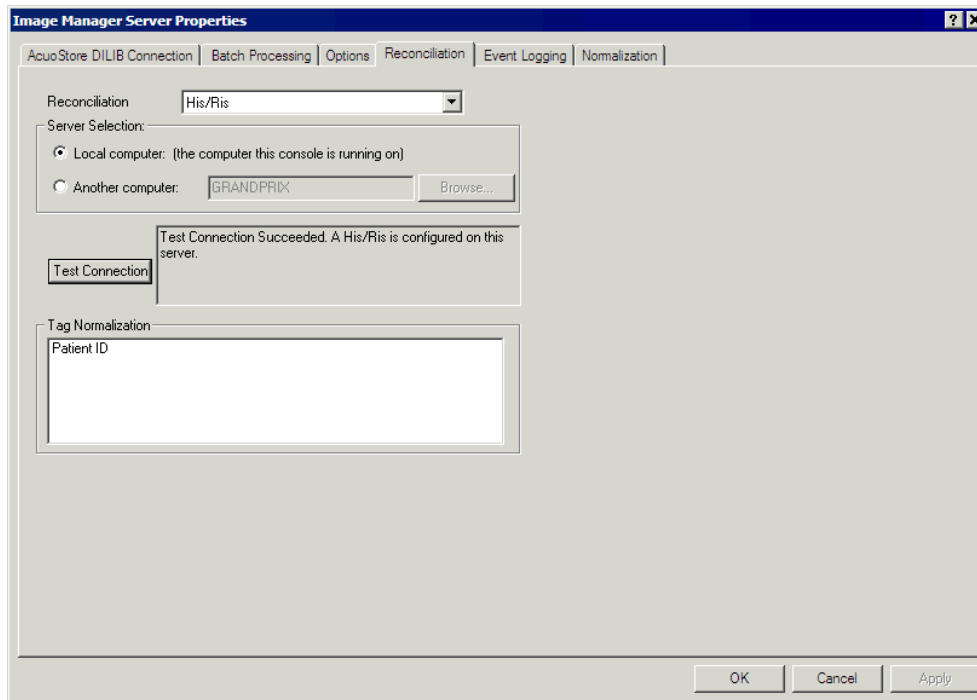 Image Manager Server Properties
AcuoStore DILIB Connection
Batch Processing
Options
Reconciliation
Event Logging
Normalization
Reconciliation
His/Ris
Server Selection:
Local computer: (the computer this console is running on)
Another computer:
GRANDPRIX
Browse...
Test Connection Succeeded. A His/Ris is configured on this
server.
Test Connection
Tag Normalization
Patient ID
OK
Cancel
Apply